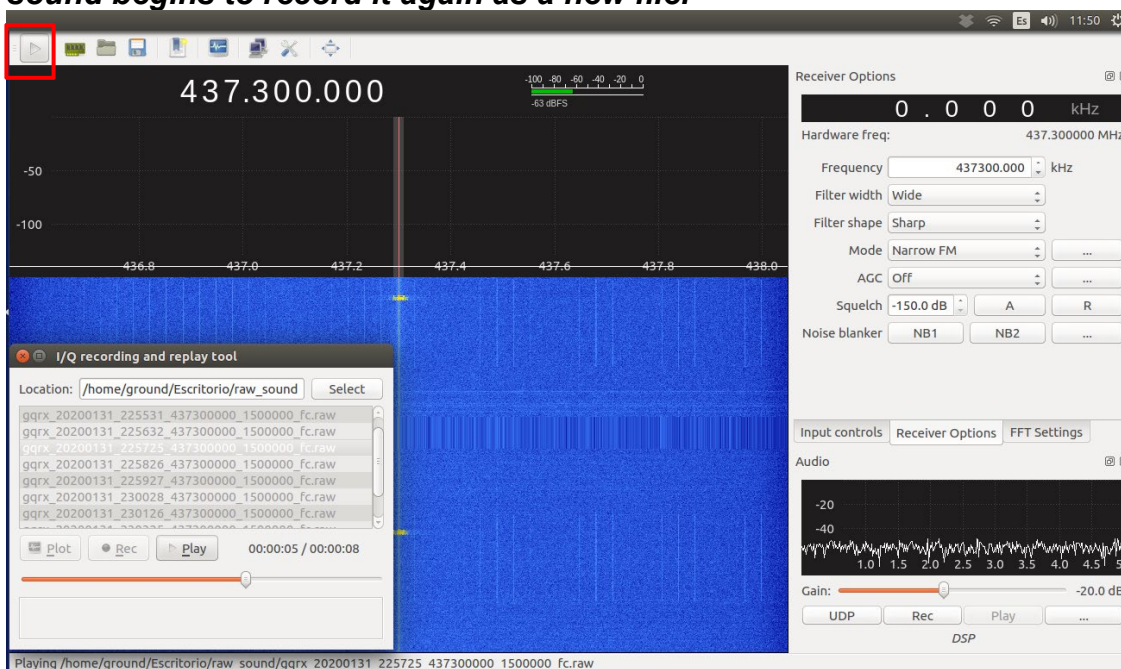 sound begins to record it again as a new file.
Es 11:50
437.300.000
-100 -80 -60 -40 -20 0
-63 dBFS
-50
-100
436.8 437.0 437.2 437.4 437.6 437.8 438.0
Receiver Options
0.000 kHz
Hardware freq: 437.300000 MHz
Frequency 437300.000 kHz
Filter width Wide
Filter shape Sharp
Mode Narrow FM ...
AGC Off ...
Squelch -150.0 dB A R
Noise blanker NB1 NB2 ...
Input controls Receiver Options FFT Settings
Audio
-20
-40
1.0 1.5 2.0 2.5 3.0 3.5 4.0 4.5 5
Gain: -20.0 dB
UDP Rec Play ...
DSP
I/Q recording and replay tool
Location: /home/ground/Escritorio/raw_sound Select
gqrx_20200131_225531_437300000_1500000_fc.raw
gqrx_20200131_225632_437300000_1500000_fc.raw
gqrx_20200131_225725_437300000_1500000_fc.raw
gqrx_20200131_225826_437300000_1500000_fc.raw
gqrx_20200131_225927_437300000_1500000_fc.raw
gqrx_20200131_230028_437300000_1500000_fc.raw
gqrx_20200131_230126_437300000_1500000_fc.raw
Plot Rec Play 00:00:05 / 00:00:08
Playing /home/ground/Escritorio/raw_sound/gqrx_20200131_225725_437300000_1500000_fc.raw